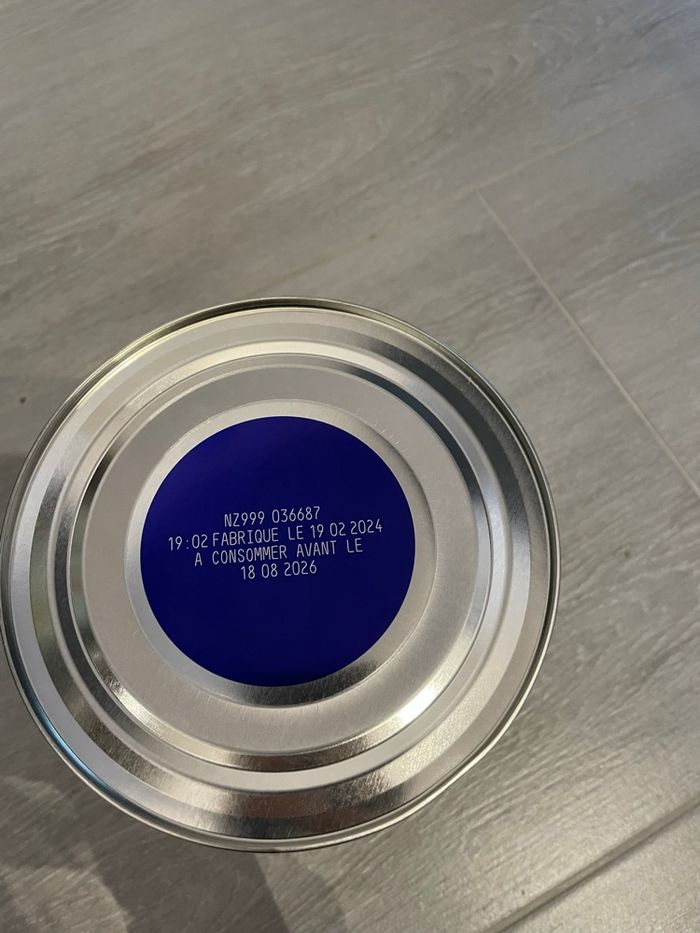 NZ999 036687
19:02 FABRIQUE LE 19 02 2024
A CONSOMMER AVANT LE
18 08 2026